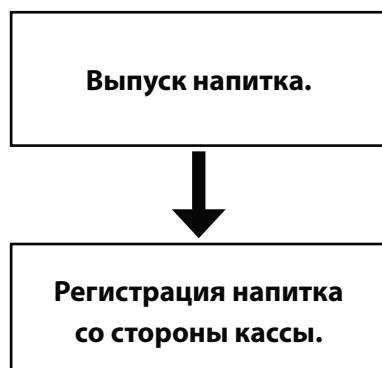 Выпуск напитка.
Регистрация напитка
со стороны кассы.